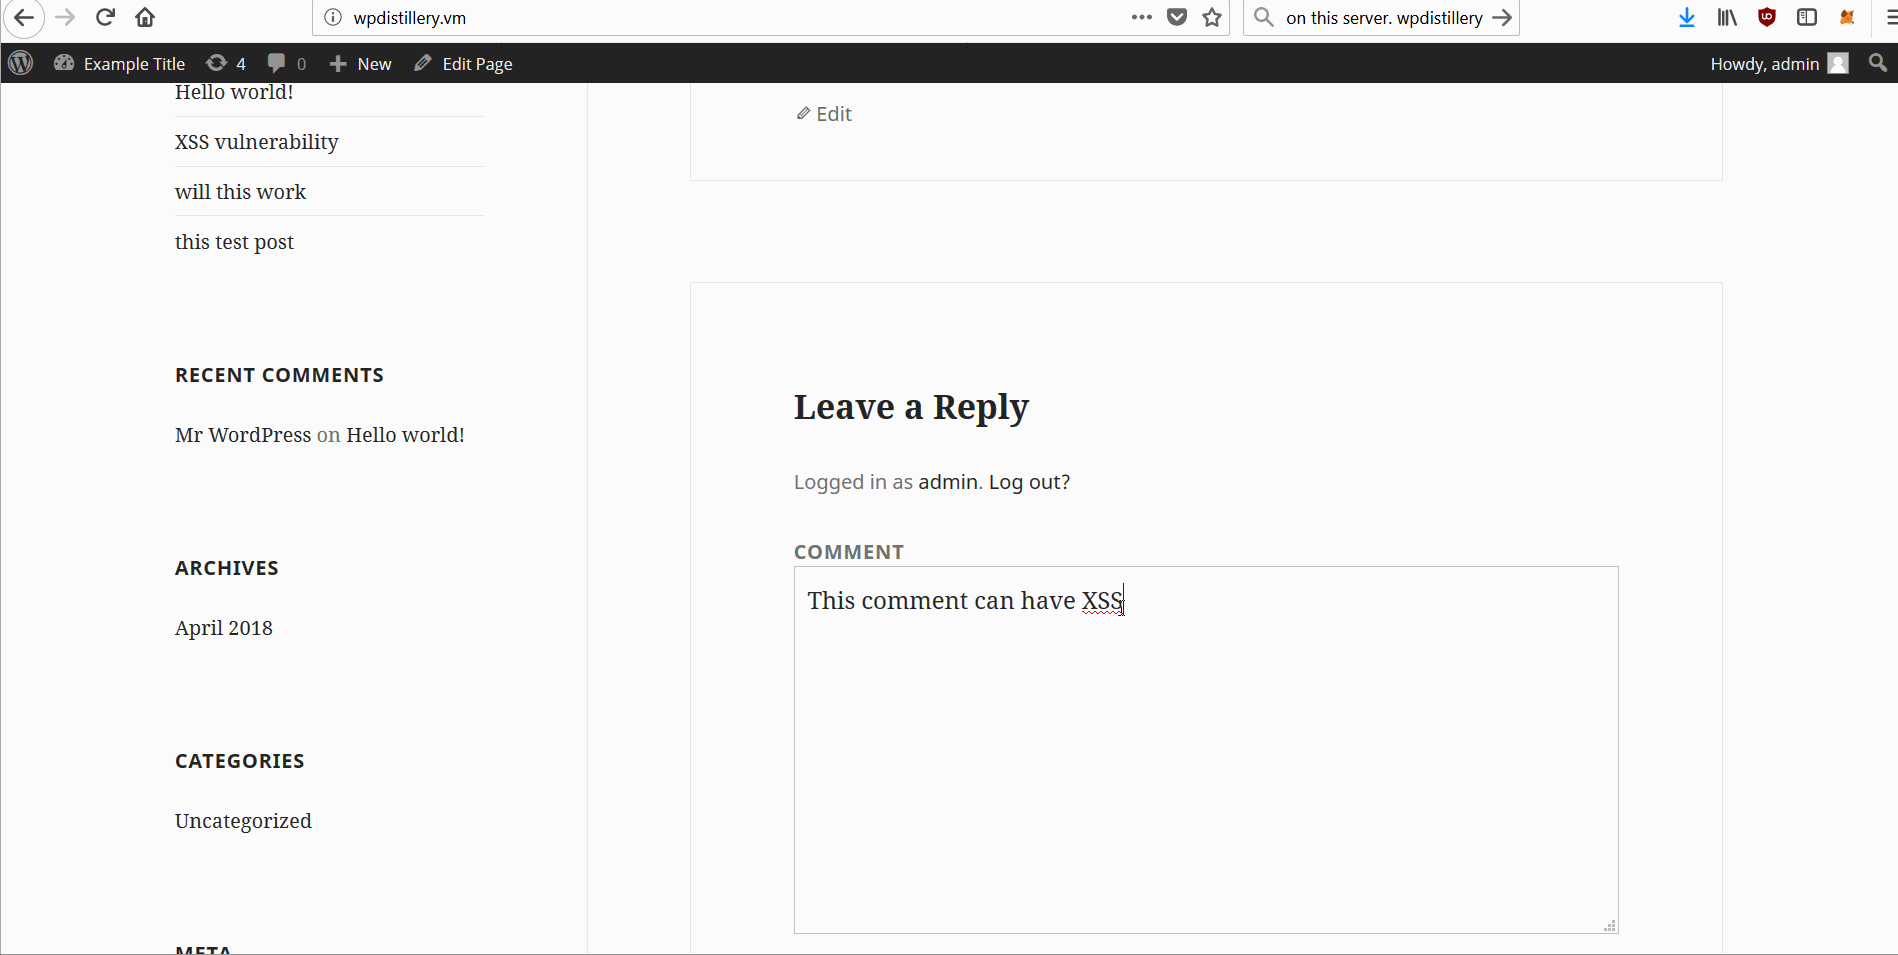 wpdistillery.vm
on this server. wpdistillery
Example Title 4 0 New Edit Page Howdy, admin
Hello world!
XSS vulnerability
will this work
this test post
RECENT COMMENTS
Mr WordPress on Hello world!
ARCHIVES
April 2018
CATEGORIES
Uncategorized
META
Edit
Leave a Reply
Logged in as admin. Log out?
COMMENT
This comment can have XSS